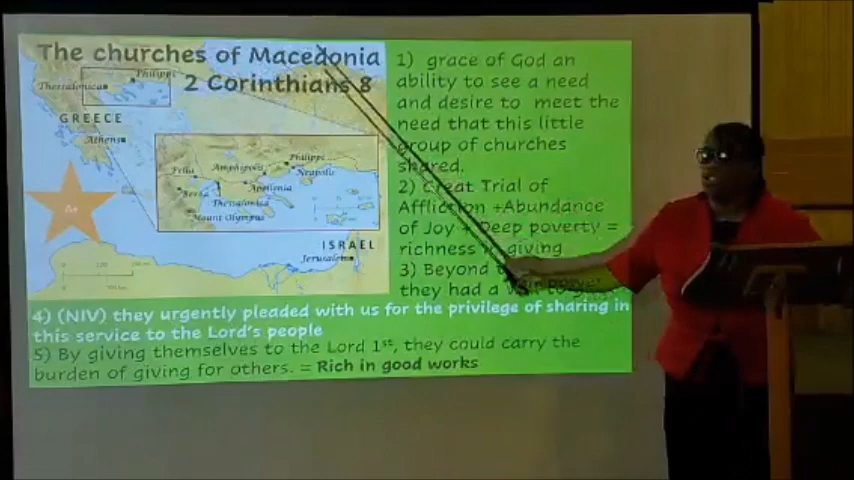 The churches of Macedonia
2 Corinthians 8
Philippi
Thessalonica
GREECE
Athens
Philippi
Amphipolis
Neapolis
Pella
Apollonia
Berea
Thessalonica
Mount Olympus
ISRAEL
Jerusalem
A+
1) grace of God an
ability to see a need
and desire to meet the
need that this little
group of churches
shared.
2) Great Trial of
Affliction +Abundance
of Joy + Deep poverty =
richness in giving
3) Beyond their power
they had a
4) (NIV) they urgently pleaded with us for the privilege of sharing in
this service to the Lord's people
5) By giving themselves to the Lord 1st, they could carry the
burden of giving for others. = Rich in good works